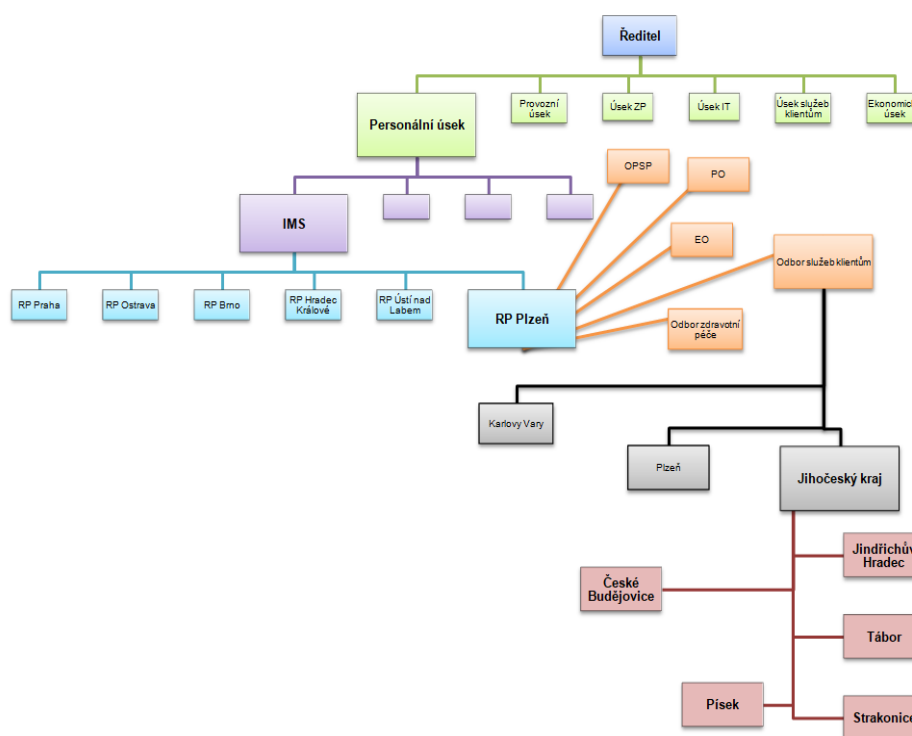 Ředitel
Personální úsek
Provozní
úsek
Úsek ZP
Úsek IT
Úsek služeb
klientům
Ekonomick
úsek
OPSP
PO
IMS
EO
Odbor služeb klientům
RP Praha
RP Ostrava
RP Brno
RP Hradec
Králové
RP Ústí nad
Labem
RP Plzeň
Odbor zdravotní
péče
Karlovy Vary
Plzeň
Jihočeský kraj
Jindřichův
Hradec
České
Budějovice
Tábor
Písek
Strakonice